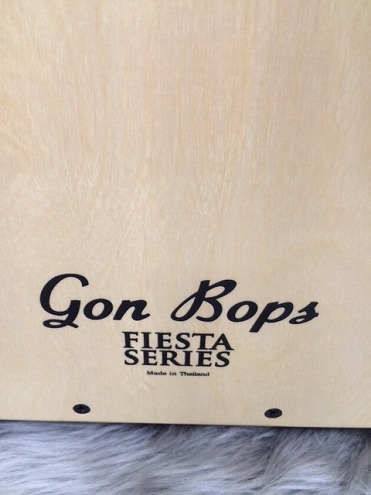 Gon Bops
FIESTA
SERIES
Made in Thailand